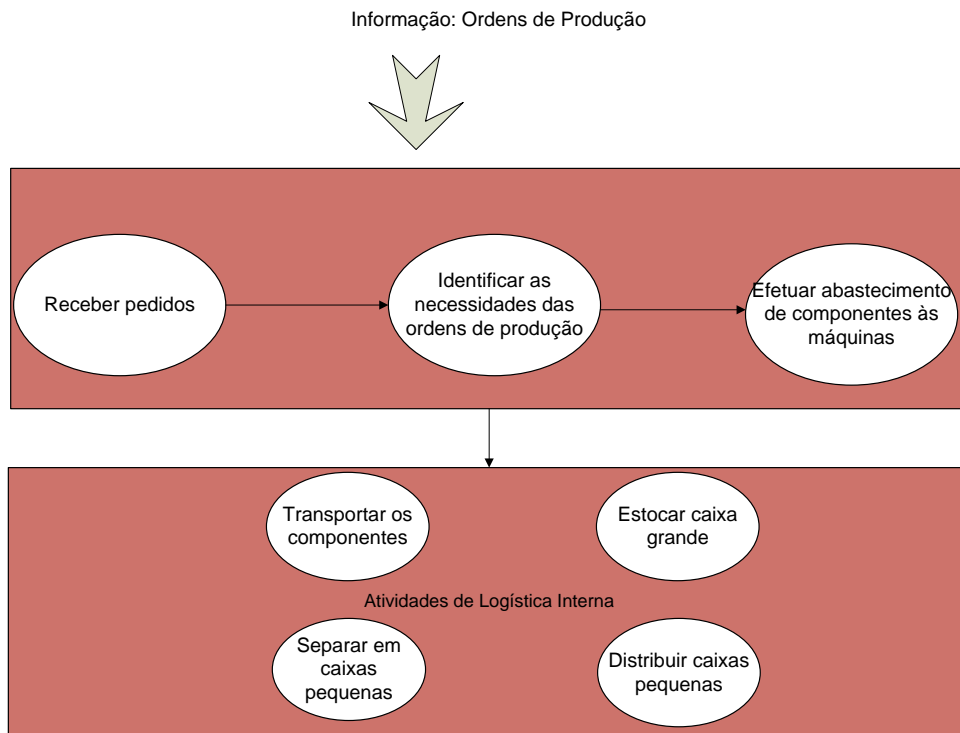 Informação: Ordens de Produção
Receber pedidos
Identificar as
necessidades das
ordens de produção
Efetuar abastecimento
de componentes às
máquinas
Transportar os
componentes
Estocar caixa
grande
Atividades de Logística Interna
Separar em
caixas
pequenas
Distribuir caixas
pequenas